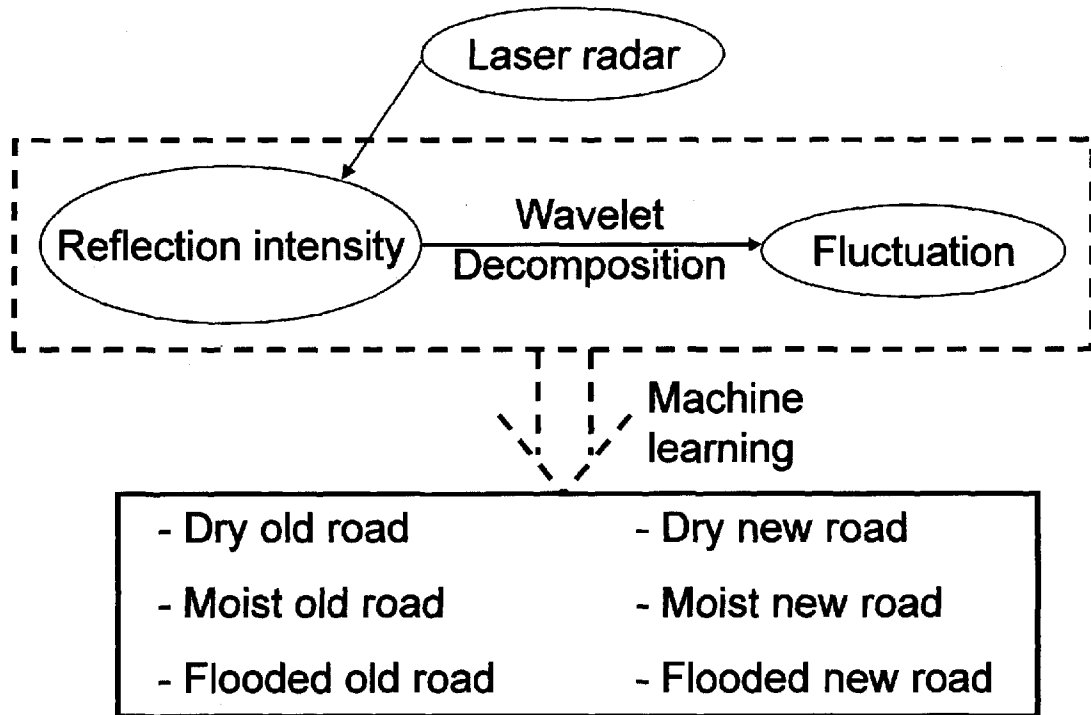 Laser radar
Reflection intensity
Wavelet
Decomposition
Fluctuation
Machine
learning
- Dry old road
- Dry new road
- Moist old road
- Moist new road
- Flooded old road
- Flooded new road